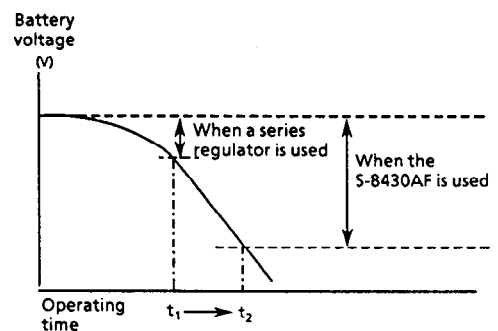 Battery
voltage
(V)
When a series
regulator is used
When the
S-8430AF is used
Operating
time
t₁ → t₂